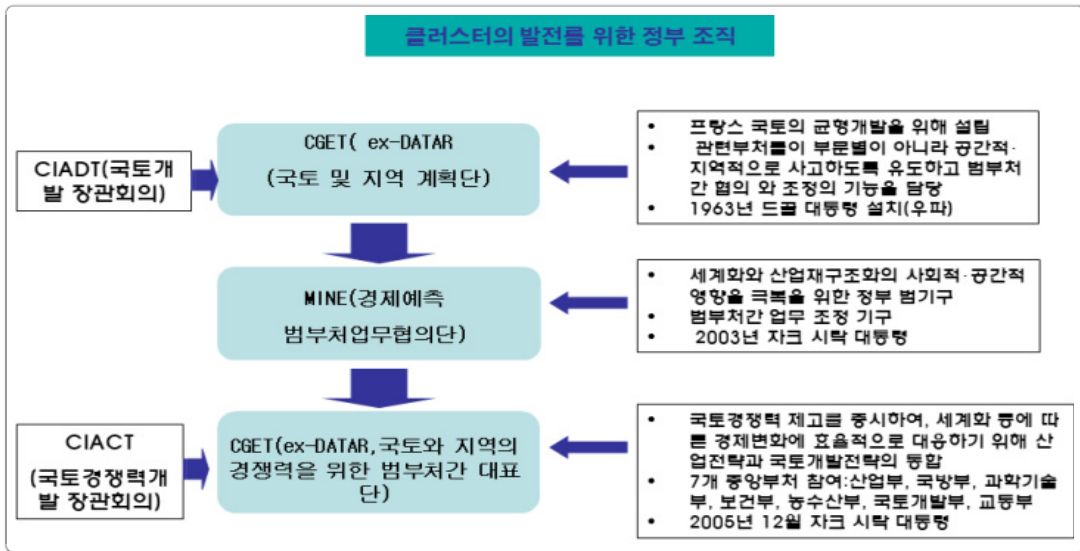 클러스터의 발전를 위한 정부 조직
CIADT(국토개
발 장관회의)
CGET( ex-DATAR
(국토 및 지역 계획단)
• 프랑스 국토의 균형개발을 위해 설립
• 관련부처들이 부문별이 아니라 공간적·
지역적으로 사고하도록 유도하고 범부처
간 협의 와 조정의 기능을 담당
• 1963년 드골 대통령 설치(우파)
MINE(경제예측
범부처업무협의단)
• 세계화와 산업재구조화의 사회적·공간적
영향을 극복을 위한 정부 범기구
• 범부처간 업무 조정 기구
• 2003년 자크 시락 대통령
CIACT
(국토경쟁력개
발 장관회의)
CGET(ex-DATAR,국토와 지역의
경쟁력을 위한 범부처간 대표
단)
• 국토경쟁력 제고를 중시하여, 세계화 등에 따
른 경제변화에 효율적으로 대응하기 위해 산
업전략과 국토개발전략의 통합
• 7개 중앙부처 참여:산업부, 국방부, 과학기술
부, 보건부, 농수산부, 국토개발부, 교통부
• 2005년 12월 자크 시락 대통령